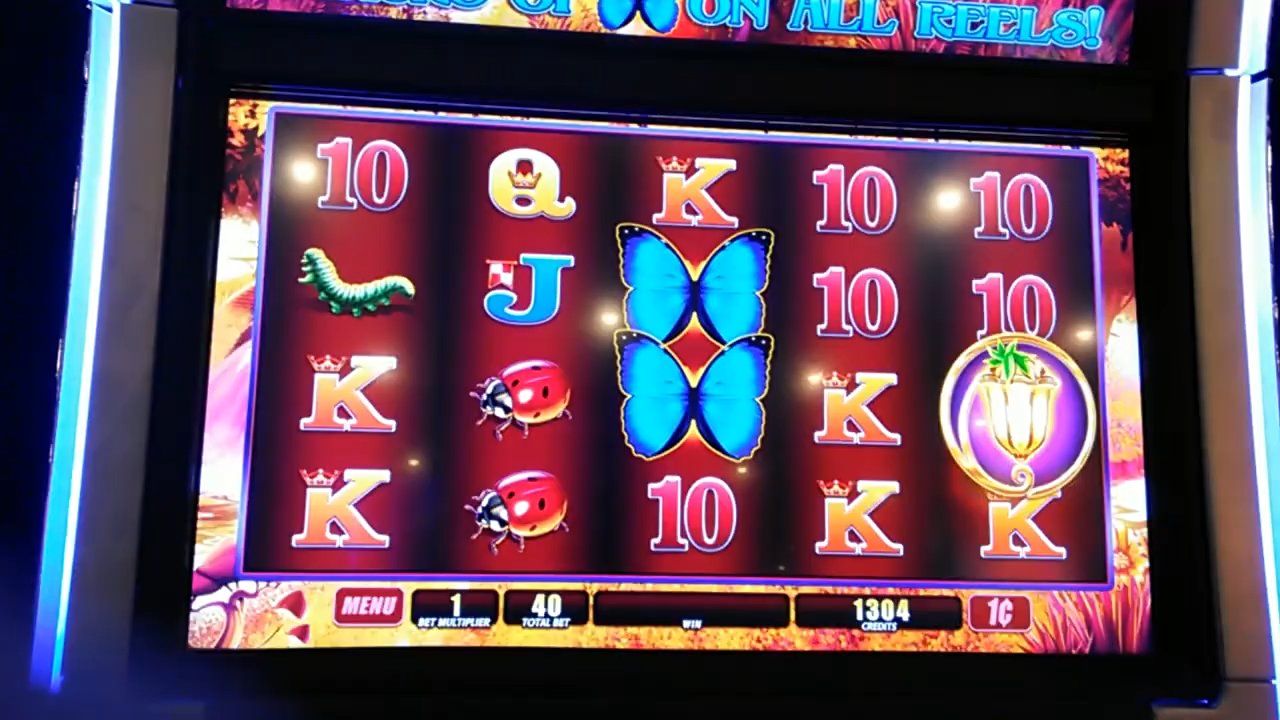 OF ON ALL REELS!
10 Q K 10 10
J 10 10
K K
K 10 K K
MENU 1 40 1304 1¢
BET MULTIPLIER TOTAL BET WIN CREDITS